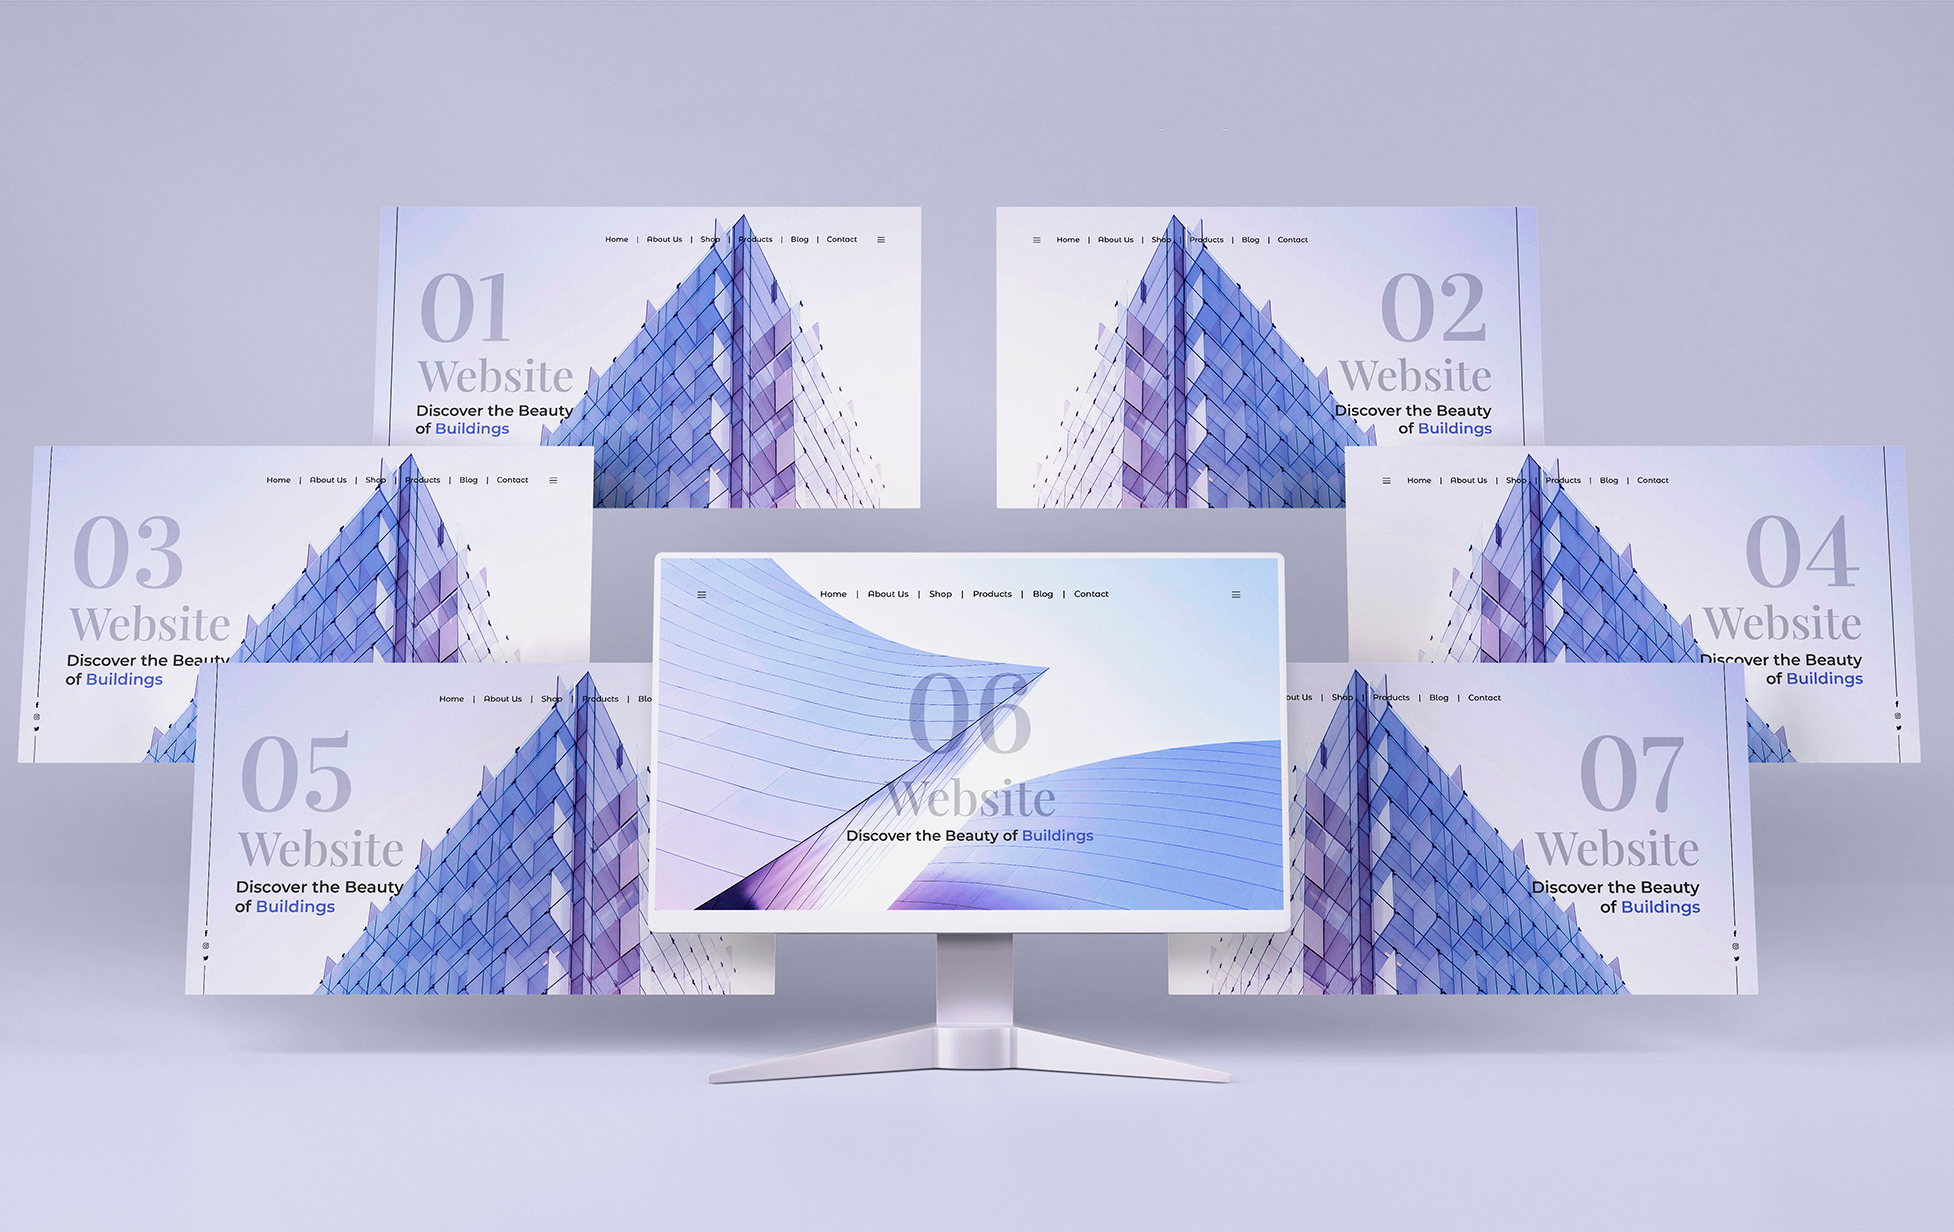 Home | About Us | Shop | Products | Blog | Contact
01
Website
Discover the Beauty
of Buildings
Home | About Us | Shop | Products | Blog | Contact
02
Website
Discover the Beauty
of Buildings
Home | About Us | Shop | Products | Blog | Contact
03
Website
Discover the Beauty
of Buildings
Home | About Us | Shop | Products | Blog | Contact
04
Website
Discover the Beauty
of Buildings
Home | About Us | Shop | Products | Blo
05
Website
Discover the Beauty
of Buildings
Home | About Us | Shop | Products | Blog | Contact
06
Website
Discover the Beauty of Buildings
out Us | Shop | Products | Blog | Contact
07
Website
Discover the Beauty
of Buildings